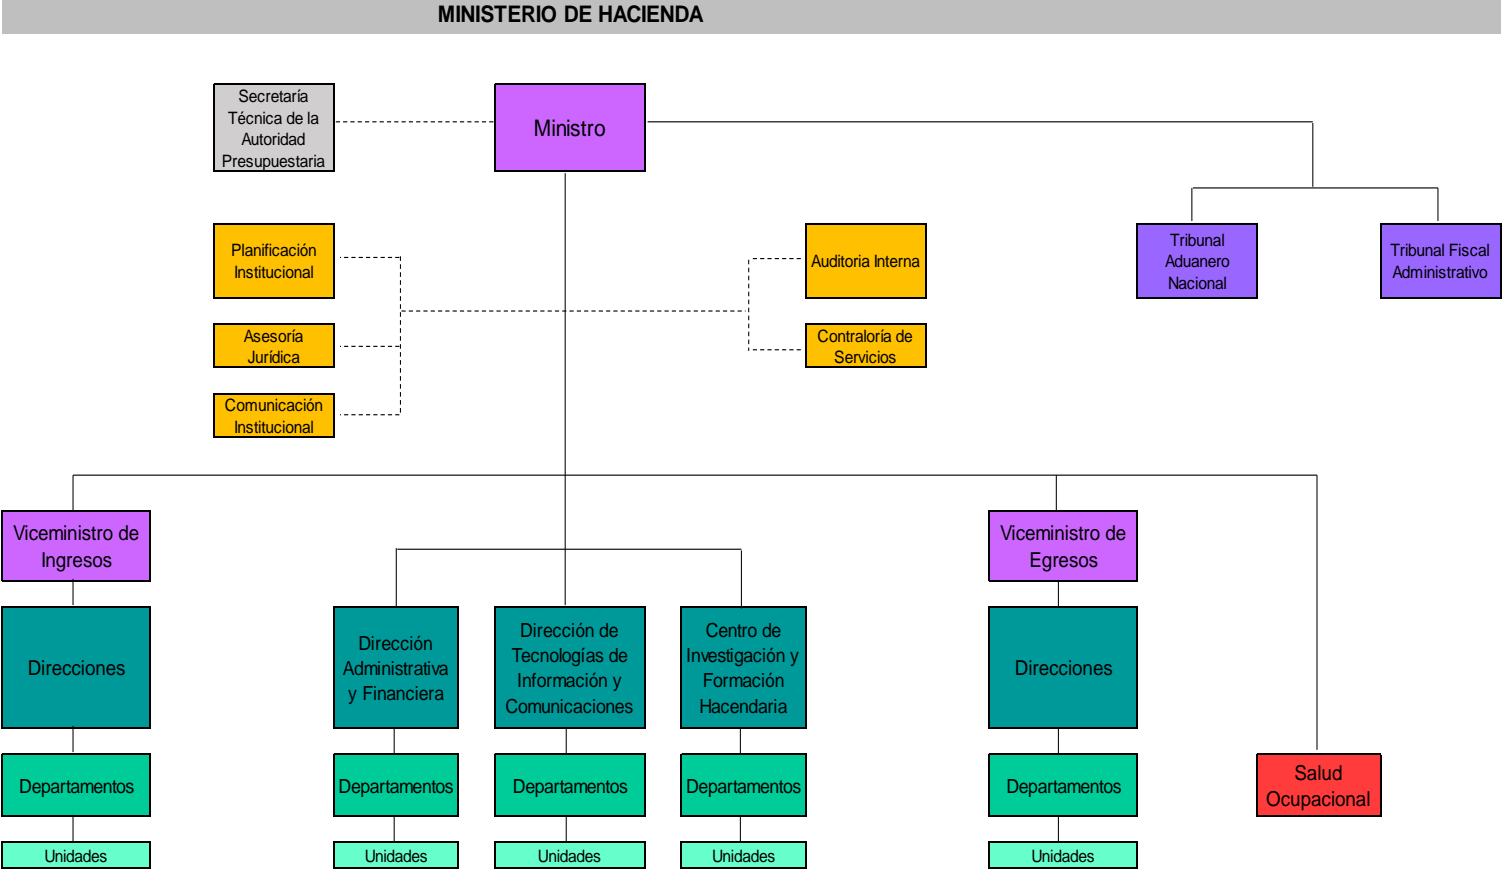 MINISTERIO DE HACIENDA
Secretaría
Técnica de la
Autoridad
Presupuestaria
Ministro
Planificación
Institucional
Auditoria Interna
Tribunal
Aduanero
Nacional
Tribunal Fiscal
Administrativo
Asesoría
Jurídica
Contraloría de
Servicios
Comunicación
Institucional
Viceministro de
Ingresos
Viceministro de
Egresos
Direcciones
Dirección
Administrativa
y Financiera
Dirección de
Tecnologías de
Información y
Comunicaciones
Centro de
Investigación y
Formación
Hacendaria
Direcciones
Departamentos
Departamentos
Departamentos
Departamentos
Departamentos
Salud
Ocupacional
Unidades
Unidades
Unidades
Unidades
Unidades